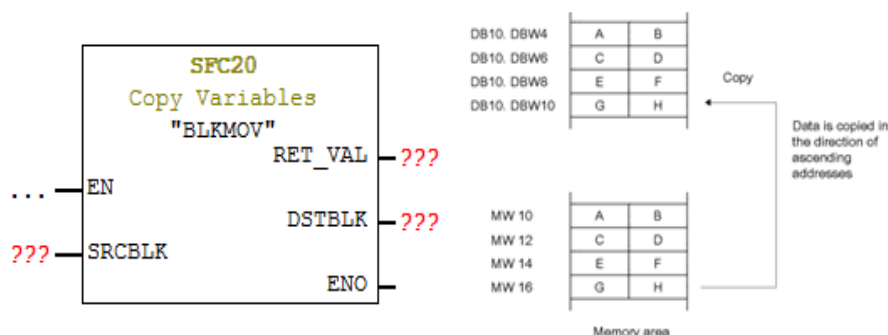 SFC20
Copy Variables
"BLKMOV"
RET_VAL ???
... EN
DSTBLK ???
??? SRCBLK
ENO
DB10. DBW4 A B
DB10. DBW6 C D
DB10. DBW8 E F
DB10. DBW10 G H
Copy
Data is copied in
the direction of
ascending
addresses
MW 10 A B
MW 12 C D
MW 14 E F
MW 16 G H
Memory area